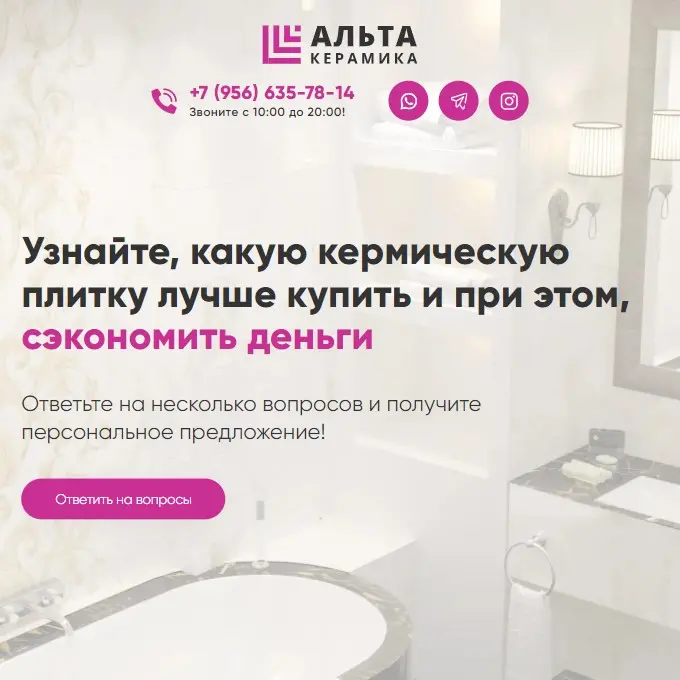 АЛЬТА
КЕРАМИКА
+7 (956) 635-78-14
Звоните с 10:00 до 20:00!
Узнайте, какую кермическую
плитку лучше купить и при этом,
сэкономить деньги
Ответьте на несколько вопросов и получите
персональное предложение!
Ответить на вопросы